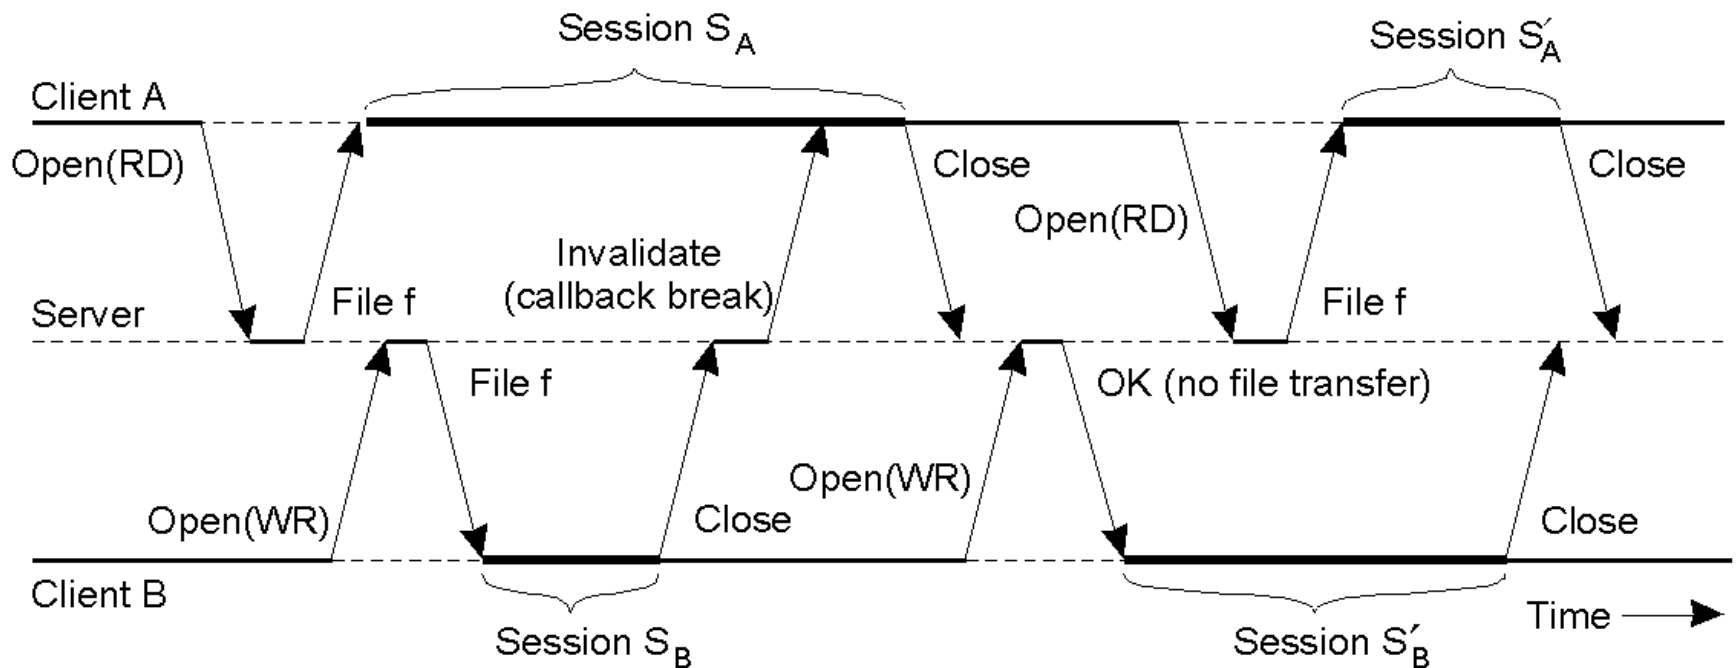 Session S_A
Session S′_A
Client A
Open(RD)
Close
Close
Open(RD)
Invalidate
(callback break)
File f
File f
Server
File f
OK (no file transfer)
Open(WR)
Open(WR)
Close
Close
Client B
Time
Session S_B
Session S′_B